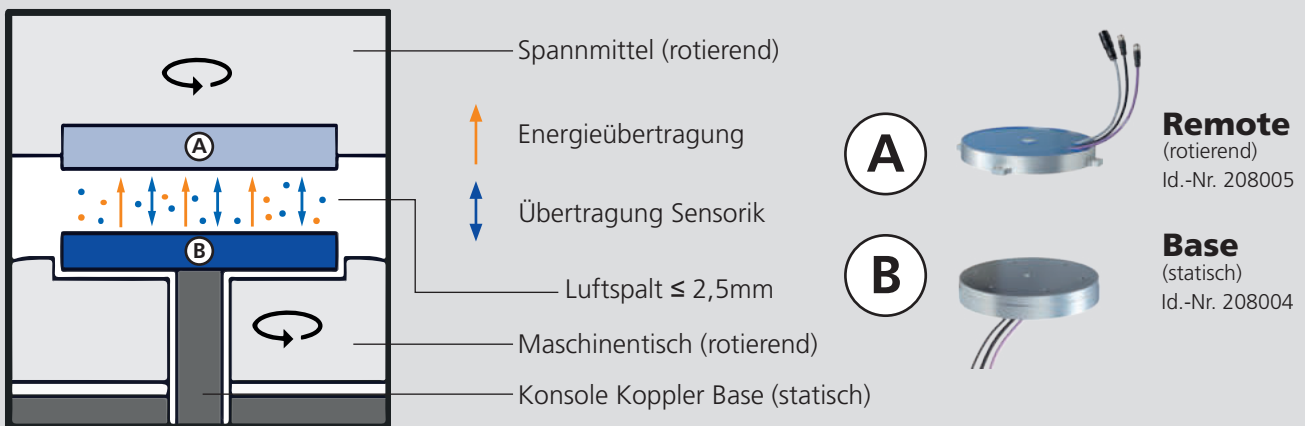 Spannmittel (rotierend)
A
Energieübertragung
Übertragung Sensorik
B
Luftspalt ≤ 2,5mm
Maschinentisch (rotierend)
Konsole Koppler Base (statisch)
A
Remote
(rotierend)
Id.-Nr. 208005
B
Base
(statisch)
Id.-Nr. 208004